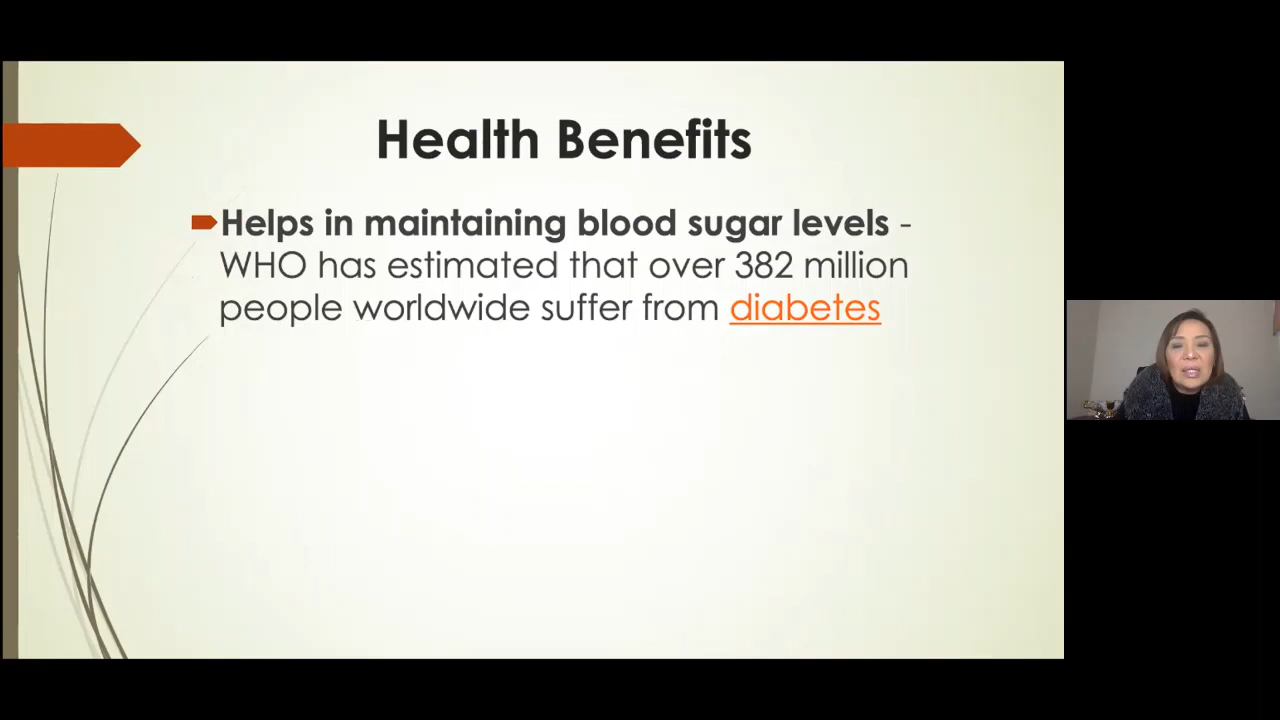 Health Benefits
Helps in maintaining blood sugar levels -
WHO has estimated that over 382 million
people worldwide suffer from diabetes